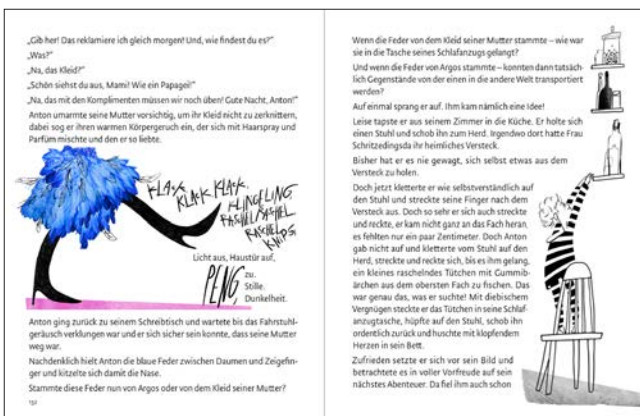 „Gib her! Das reklamiere ich gleich morgen! Und, wie findest du es?“
„Was?“
„Na, das Kleid?“
„Schön siehst du aus, Mami! Wie ein Papagei!“
„Na, das mit den Komplimenten müssen wir noch üben! Gute Nacht, Anton!“
Anton umarmte seine Mutter vorsichtig, um ihr Kleid nicht zu zerknittern,
dabei sog er ihren warmen Körpergeruch ein, der sich mit Haarspray und
Parfüm mischte und den er so liebte.
KLACK KLACK KLACK,
KLINGELING,
RASCHELRASCHEL
RASCHEL
KNIPS!
Licht aus, Haustür auf,
PENG, zu.
Stille.
Dunkelheit.
Anton ging zurück zu seinem Schreibtisch und wartete bis das Fahrstuhl-
geräusch verklungen war und er sich sicher sein konnte, dass seine Mutter
weg war.
Nachdenklich hielt Anton die blaue Feder zwischen Daumen und Zeigefin-
ger und kitzelte sich damit die Nase.
Stammte diese Feder nun von Argos oder von dem Kleid seiner Mutter?
152
Wenn die Feder von dem Kleid seiner Mutter stammte – wie war
sie in die Tasche seines Schlafanzugs gelangt?
Und wenn die Feder von Argos stammte – konnten dann tatsäch-
lich Gegenstände von der einen in die andere Welt transportiert
werden?
Auf einmal sprang er auf. Ihm kam nämlich eine Idee!
Leise tapste er aus seinem Zimmer in die Küche. Er holte sich
einen Stuhl und schob ihn zum Herd. Irgendwo dort hatte Frau
Schritzedingsda ihr heimliches Versteck.
Bisher hat er es nie gewagt, sich selbst etwas aus dem
Versteck zu holen.
Doch jetzt kletterte er wie selbstverständlich auf
den Stuhl und streckte seine Finger nach dem
Versteck aus. Doch so sehr er sich auch streckte
und reckte, er kam nicht ganz an das Fach heran,
es fehlten nur ein paar Zentimeter. Doch Anton
gab nicht auf und kletterte vom Stuhl auf den
Herd, streckte und reckte sich, bis es ihm gelang,
ein kleines raschelndes Tütchen mit Gummib-
ärchen aus dem obersten Fach zu fischen. Das
war genau das, was er suchte! Mit diebischem
Vergnügen steckte er das Tütchen in seine Schlaf-
anzugtasche, hüpfte auf den Stuhl, schob ihn
ordentlich zurück und huschte mit klopfendem
Herzen in sein Bett.
Zufrieden setzte er sich vor sein Bild und
betrachtete es in voller Vorfreude auf sein
nächstes Abenteuer. Da fiel ihm auch schon